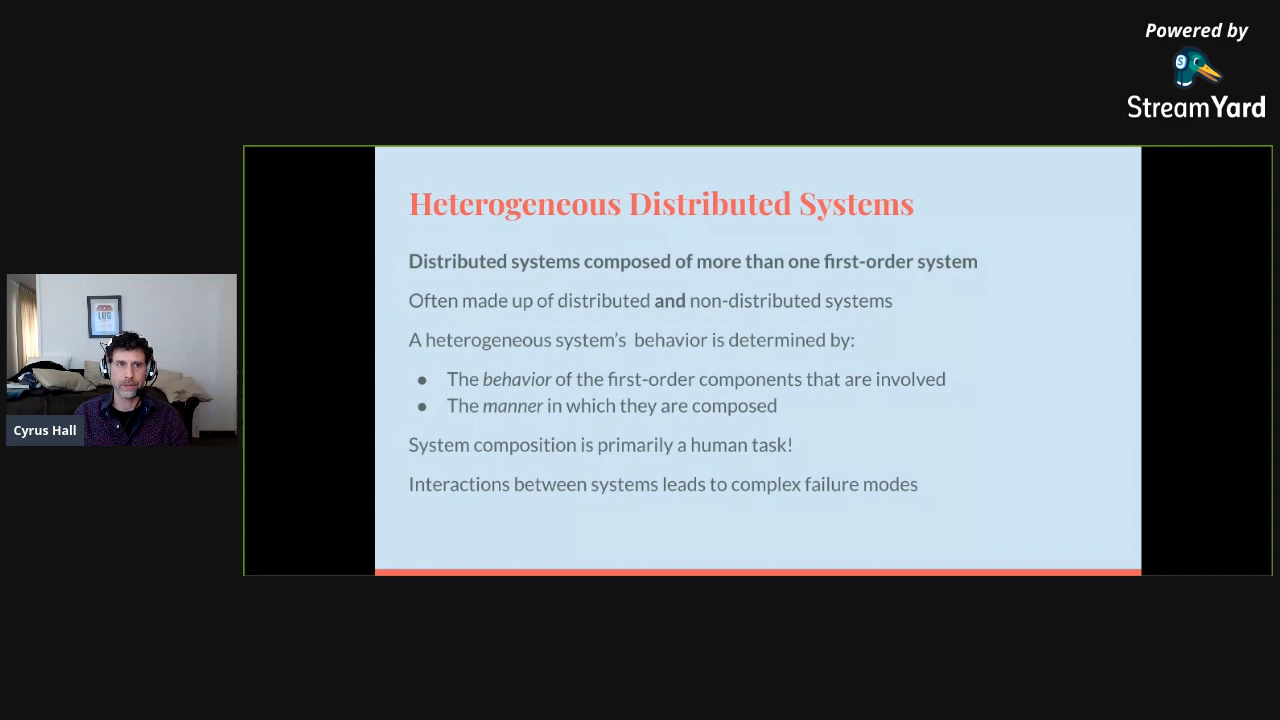 Powered by
StreamYard
Heterogeneous Distributed Systems
Distributed systems composed of more than one first-order system
Often made up of distributed and non-distributed systems
A heterogeneous system's  behavior is determined by:
● The behavior of the first-order components that are involved
● The manner in which they are composed
System composition is primarily a human task!
Interactions between systems leads to complex failure modes
LUG
Cyrus Hall